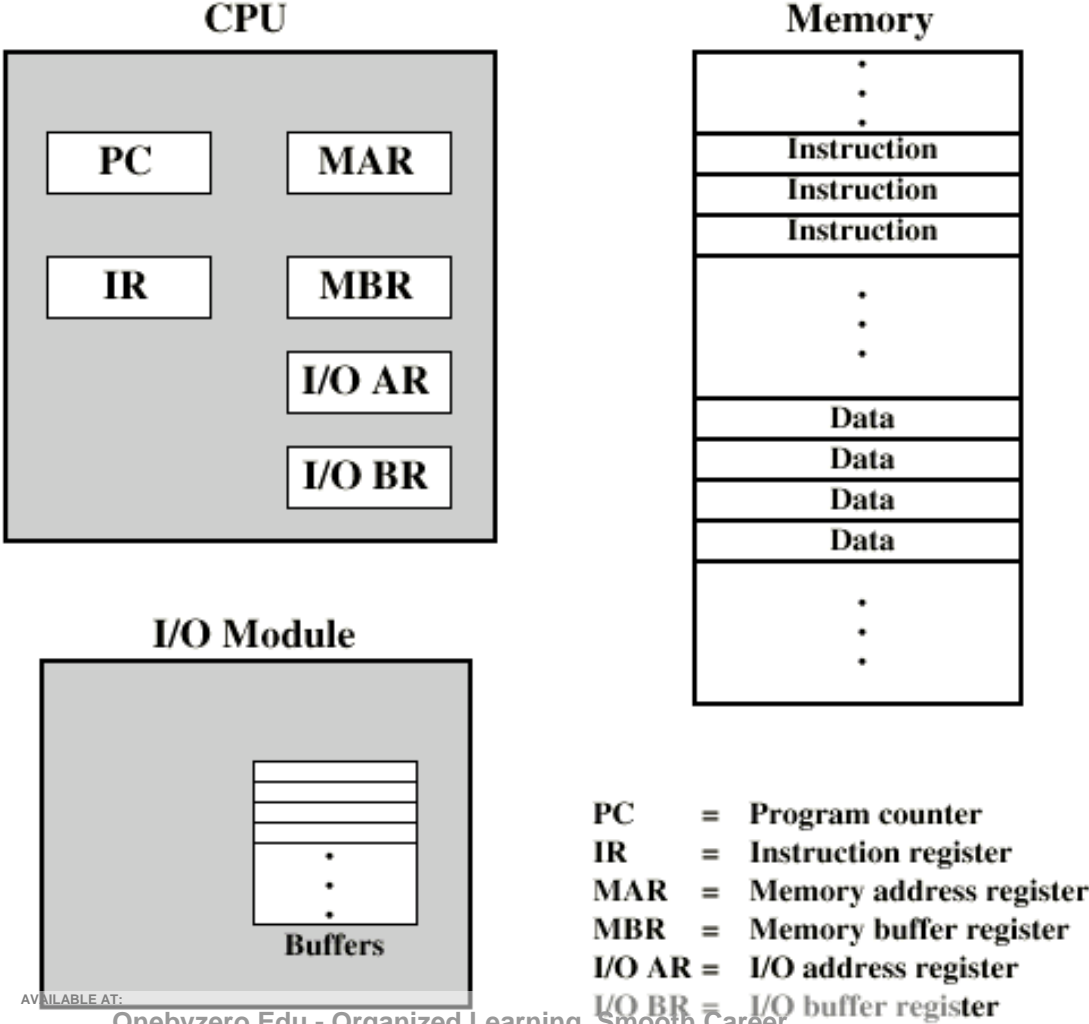 CPU
PC
MAR
IR
MBR
I/O AR
I/O BR
Memory
Instruction
Instruction
Instruction
Data
Data
Data
Data
I/O Module
Buffers
PC = Program counter
IR = Instruction register
MAR = Memory address register
MBR = Memory buffer register
I/O AR = I/O address register
I/O BR = I/O buffer register
AVAILABLE AT:
Onebyzero Edu - Organized Learning, Smooth Career